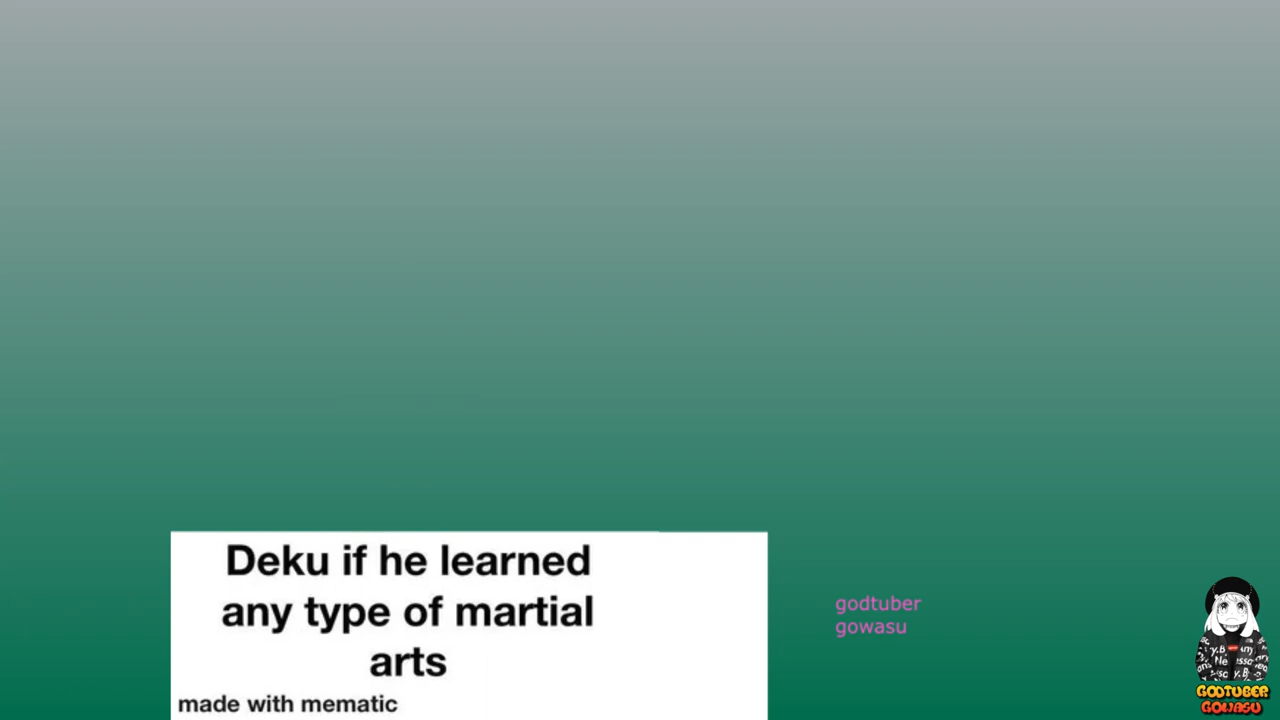 Deku if he learned
any type of martial
arts
made with mematic
godtuber
gowasu
GODTUBER
GOWASU